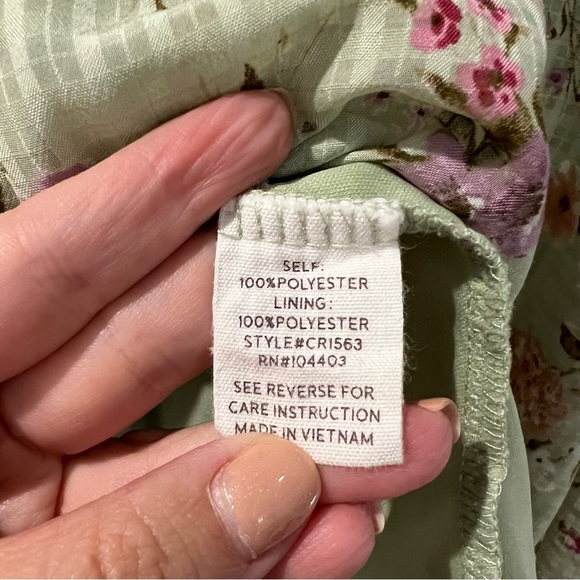 SELF:
100%POLYESTER
LINING:
100%POLYESTER
STYLE#CR1563
RN#104403
SEE REVERSE FOR
CARE INSTRUCTION
MADE IN VIETNAM